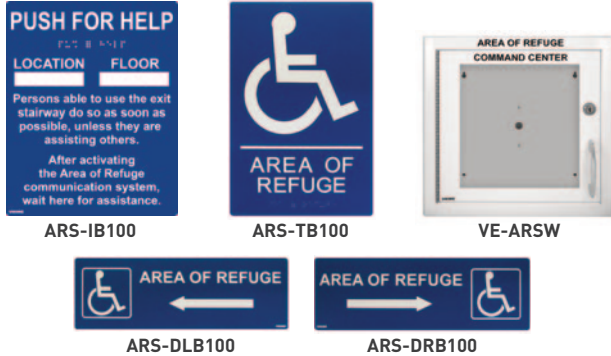 PUSH FOR HELP
LOCATION FLOOR
Persons able to use the exit
stairway do so as soon as
possible, unless they are
assisting others.
After activating
the Area of Refuge
communication system,
wait here for assistance.
ARS-IB100
AREA OF
REFUGE
ARS-TB100
AREA OF REFUGE
COMMAND CENTER
VE-ARSW
AREA OF REFUGE
ARS-DLB100
AREA OF REFUGE
ARS-DRB100